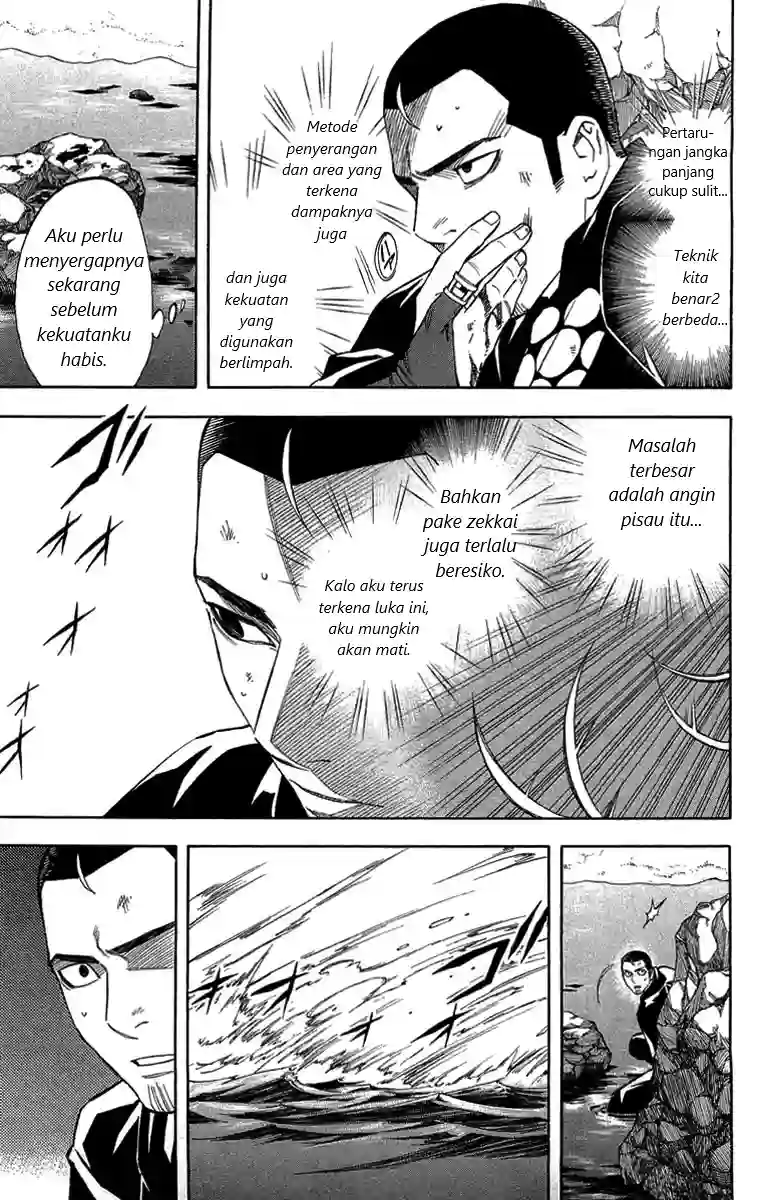 Pertaru-
ngan jangka
panjang
cukup sulit...
Teknik
kita
benar2
berbeda...
Metode
penyerangan
dan area yang
terkena
dampaknya
juga
dan juga
kekuatan
yang
digunakan
berlimpah.
Aku perlu
menyergapnya
sekarang
sebelum
kekuatanku
habis.
Masalah
terbesar
adalah angin
pisau itu...
Bahkan
pake zekkai
juga terlalu
beresiko.
Kalo aku terus
terkena luka ini,
aku mungkin
akan mati.